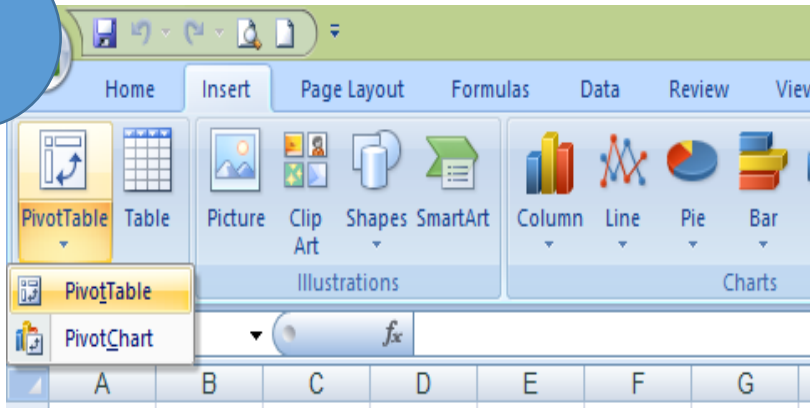 Home Insert Page Layout Formulas Data Review View
PivotTable Table Picture Clip Art Shapes SmartArt Column Line Pie Bar
Illustrations Charts
PivotTable
PivotChart
fx
A B C D E F G